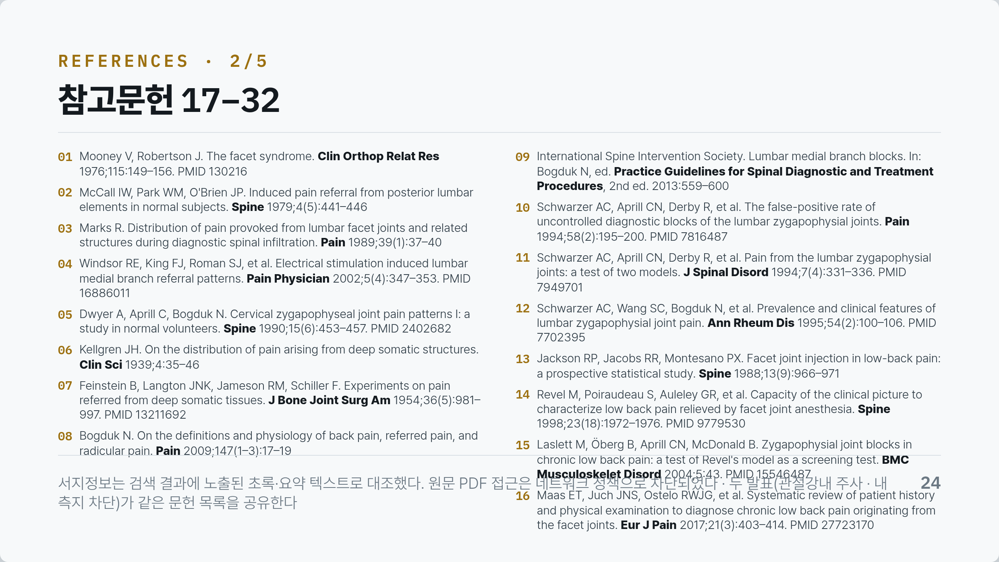 REFERENCES · 2/5
참고문헌 17–32
01 Mooney V, Robertson J. The facet syndrome. Clin Orthop Relat Res
1976;115:149–156. PMID 130216
02 McCall IW, Park WM, O'Brien JP. Induced pain referral from posterior lumbar
elements in normal subjects. Spine 1979;4(5):441–446
03 Marks R. Distribution of pain provoked from lumbar facet joints and related
structures during diagnostic spinal infiltration. Pain 1989;39(1):37–40
04 Windsor RE, King FJ, Roman SJ, et al. Electrical stimulation induced lumbar
medial branch referral patterns. Pain Physician 2002;5(4):347–353. PMID
16886011
05 Dwyer A, Aprill C, Bogduk N. Cervical zygapophyseal joint pain patterns I: a
study in normal volunteers. Spine 1990;15(6):453–457. PMID 2402682
06 Kellgren JH. On the distribution of pain arising from deep somatic structures.
Clin Sci 1939;4:35–46
07 Feinstein B, Langton JNK, Jameson RM, Schiller F. Experiments on pain
referred from deep somatic tissues. J Bone Joint Surg Am 1954;36(5):981–
997. PMID 13211692
08 Bogduk N. On the definitions and physiology of back pain, referred pain, and
radicular pain. Pain 2009;147(1–3):17–19
09 International Spine Intervention Society. Lumbar medial branch blocks. In:
Bogduk N, ed. Practice Guidelines for Spinal Diagnostic and Treatment
Procedures, 2nd ed. 2013:559–600
10 Schwarzer AC, Aprill CN, Derby R, et al. The false-positive rate of
uncontrolled diagnostic blocks of the lumbar zygapophysial joints. Pain
1994;58(2):195–200. PMID 7816487
11 Schwarzer AC, Aprill CN, Derby R, et al. Pain from the lumbar zygapophysial
joints: a test of two models. J Spinal Disord 1994;7(4):331–336. PMID
7949701
12 Schwarzer AC, Wang SC, Bogduk N, et al. Prevalence and clinical features of
lumbar zygapophysial joint pain. Ann Rheum Dis 1995;54(2):100–106. PMID
7702395
13 Jackson RP, Jacobs RR, Montesano PX. Facet joint injection in low-back pain:
a prospective statistical study. Spine 1988;13(9):966–971
14 Revel M, Poiraudeau S, Auleley GR, et al. Capacity of the clinical picture to
characterize low back pain relieved by facet joint anesthesia. Spine
1998;23(18):1972–1976. PMID 9779530
15 Laslett M, Öberg B, Aprill CN, McDonald B. Zygapophysial joint blocks in
chronic low back pain: a test of Revel's model as a screening test. BMC
Musculoskelet Disord 2004;5:43. PMID 15546487
16 Maas ET, Juch JNS, Ostelo RWJG, et al. Systematic review of patient history
and physical examination to diagnose chronic low back pain originating from
the facet joints. Eur J Pain 2017;21(3):403–414. PMID 27723170
서지정보는 검색 결과에 노출된 초록·요약 텍스트로 대조했다. 원문 PDF 접근은 네트워크 정책으로 차단되었다 · 두 발표(관절강내 주사 · 내
측지 차단)가 같은 문헌 목록을 공유한다
24